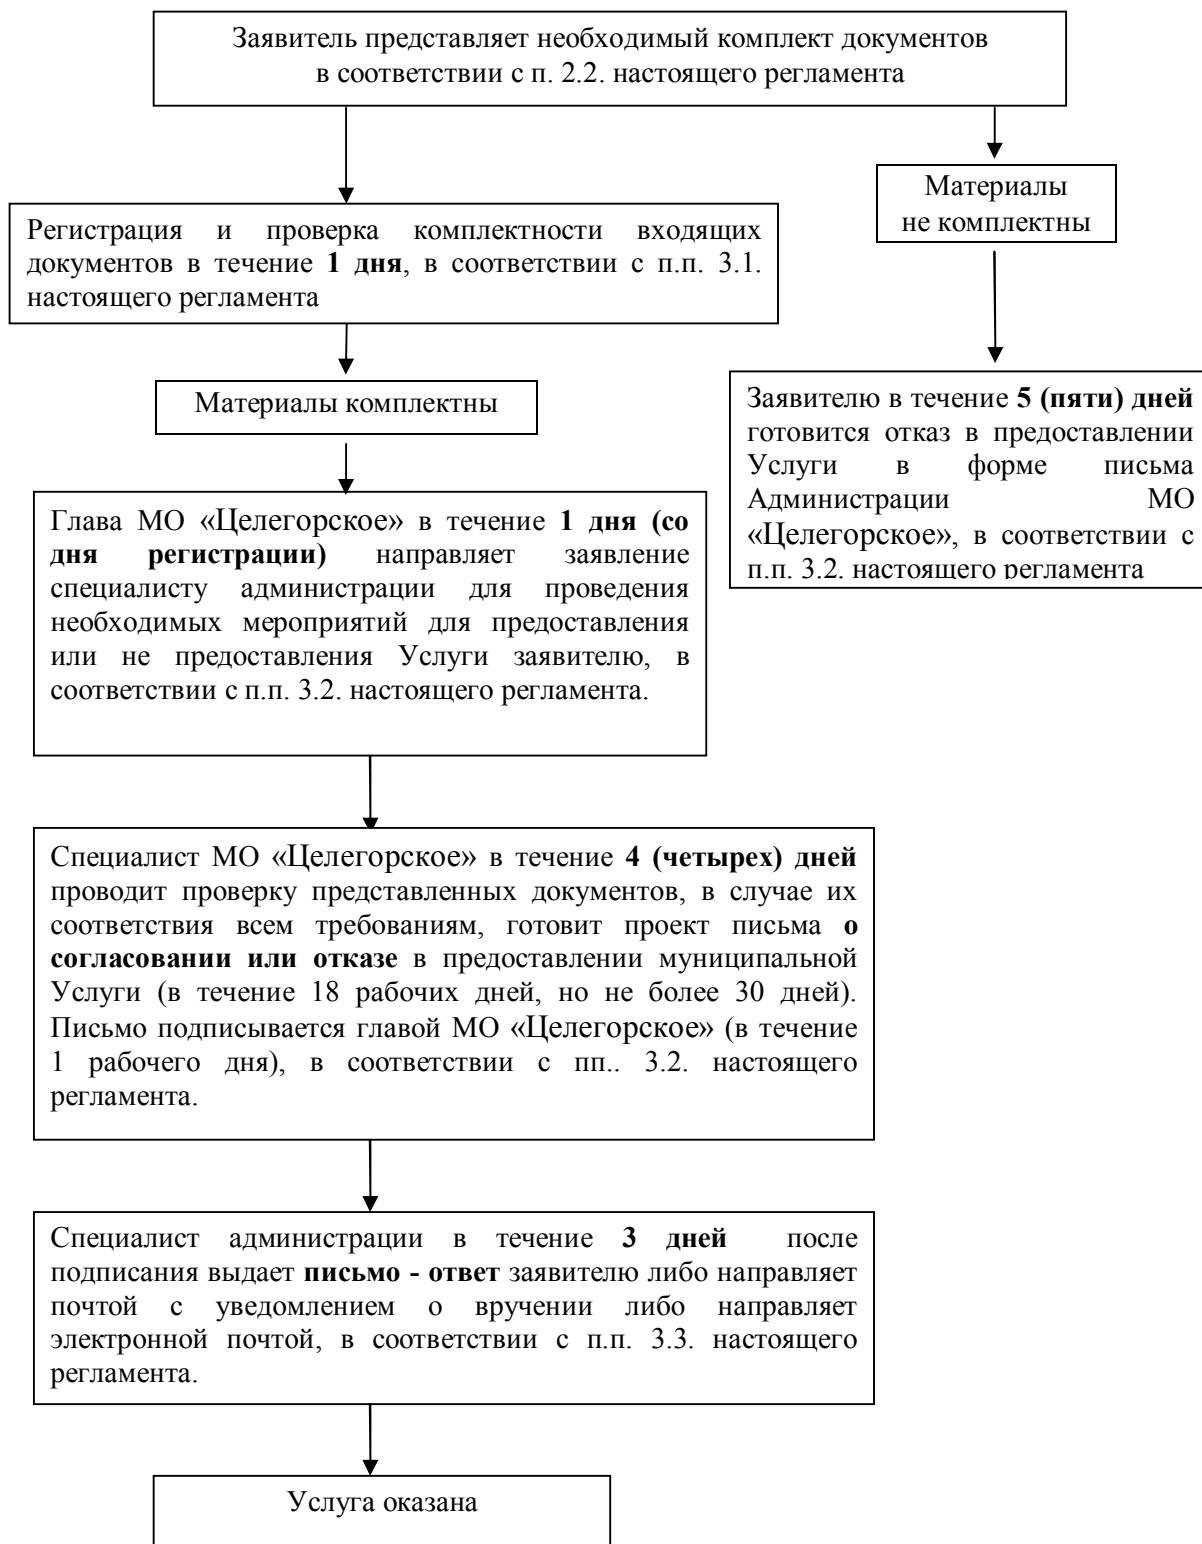 Заявитель представляет необходимый комплект документов
в соответствии с п. 2.2. настоящего регламента
Материалы
не комплектны
Регистрация и проверка комплектности входящих
документов в течение 1 дня, в соответствии с п.п. 3.1.
настоящего регламента
Материалы комплектны
Заявителю в течение 5 (пяти) дней
готовится отказ в предоставлении
Услуги в форме письма
Администрации МО
«Целегорское», в соответствии с
п.п. 3.2. настоящего регламента
Глава МО «Целегорское» в течение 1 дня (со
дня регистрации) направляет заявление
специалисту администрации для проведения
необходимых мероприятий для предоставления
или не предоставления Услуги заявителю, в
соответствии с п.п. 3.2. настоящего регламента.
Специалист МО «Целегорское» в течение 4 (четырех) дней
проводит проверку представленных документов, в случае их
соответствия всем требованиям, готовит проект письма о
согласовании или отказе в предоставлении муниципальной
Услуги (в течение 18 рабочих дней, но не более 30 дней).
Письмо подписывается главой МО «Целегорское» (в течение
1 рабочего дня), в соответствии с пп.. 3.2. настоящего
регламента.
Специалист администрации в течение 3 дней после
подписания выдает письмо - ответ заявителю либо направляет
почтой с уведомлением о вручении либо направляет
электронной почтой, в соответствии с п.п. 3.3. настоящего
регламента.
Услуга оказана